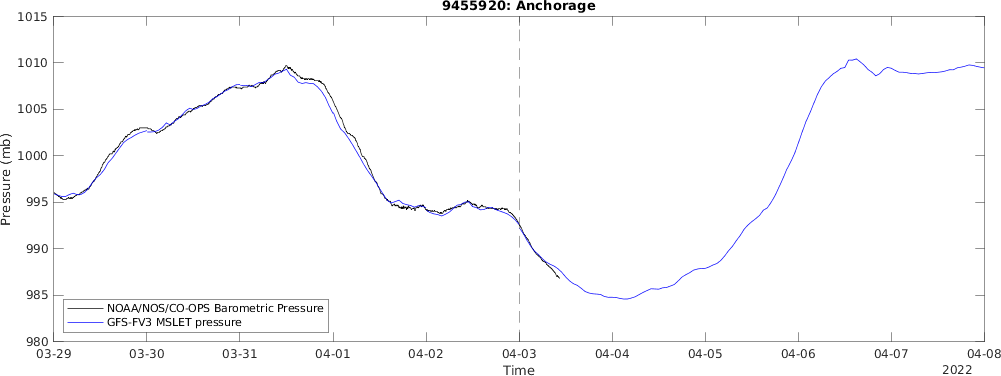 9455920: Anchorage
1015
1010
1005
1000
995
990
985
980
Pressure (mb)
NOAA/NOS/CO-OPS Barometric Pressure
GFS-FV3 MSLET pressure
03-29 03-30 03-31 04-01 04-02 04-03 04-04 04-05 04-06 04-07 04-08
Time
2022